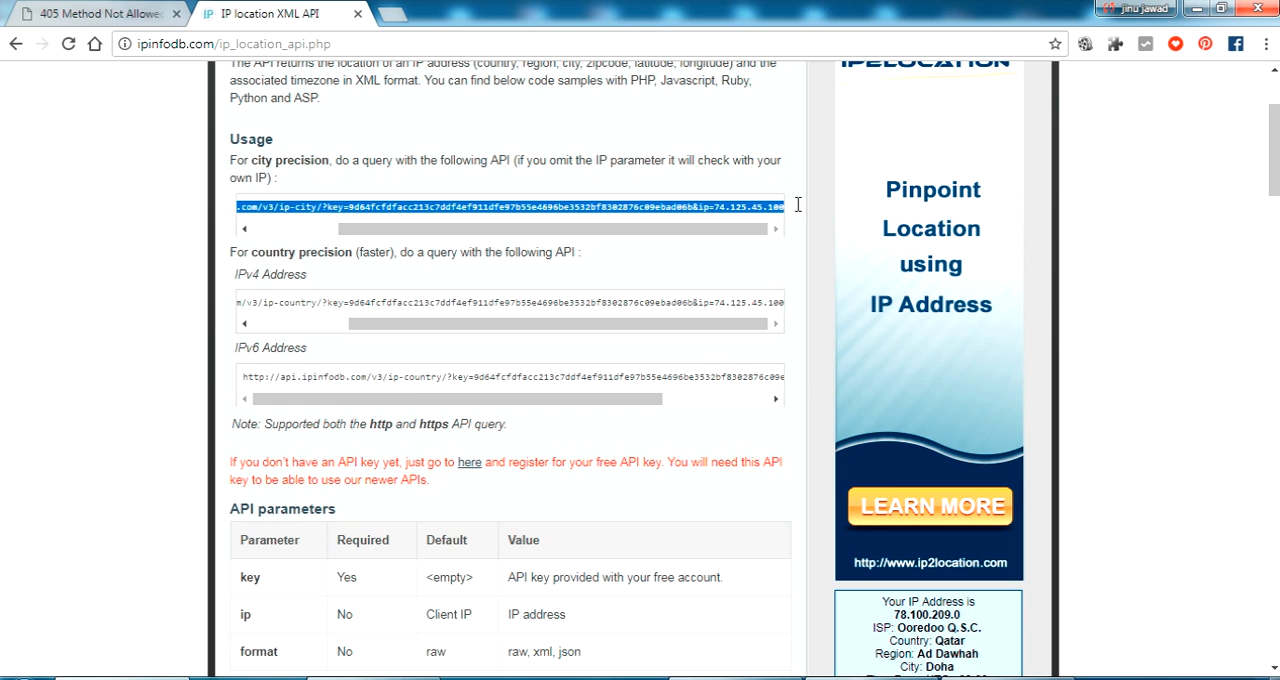 405 Method Not Allowed
IP IP location XML API
jinu jawad
ipinfodb.com/ip_location_api.php
The API returns the location of an IP address (country, region, city, zipcode, latitude, longitude) and the
associated timezone in XML format. You can find below code samples with PHP, Javascript, Ruby,
Python and ASP.
Usage
For city precision, do a query with the following API (if you omit the IP parameter it will check with your
own IP) :
.com/v3/ip-city/?key=9d64fcfdfacc213c7ddf4ef911dfe97b55e4696be3532bf8302876c09ebad06b&ip=74.125.45.100
For country precision (faster), do a query with the following API :
IPv4 Address
m/v3/ip-country/?key=9d64fcfdfacc213c7ddf4ef911dfe97b55e4696be3532bf8302876c09ebad06b&ip=74.125.45.100
IPv6 Address
http://api.ipinfodb.com/v3/ip-country/?key=9d64fcfdfacc213c7ddf4ef911dfe97b55e4696be3532bf8302876c09e
Note: Supported both the http and https API query.
If you don't have an API key yet, just go to here and register for your free API key. You will need this API
key to be able to use our newer APIs.
API parameters
Parameter Required Default Value
key Yes <empty> API key provided with your free account.
ip No Client IP IP address
format No raw raw, xml, json
IP2LOCATION
Pinpoint
Location
using
IP Address
LEARN MORE
http://www.ip2location.com
Your IP Address is
78.100.209.0
ISP: Ooredoo Q.S.C.
Country: Qatar
Region: Ad Dawhah
City: Doha